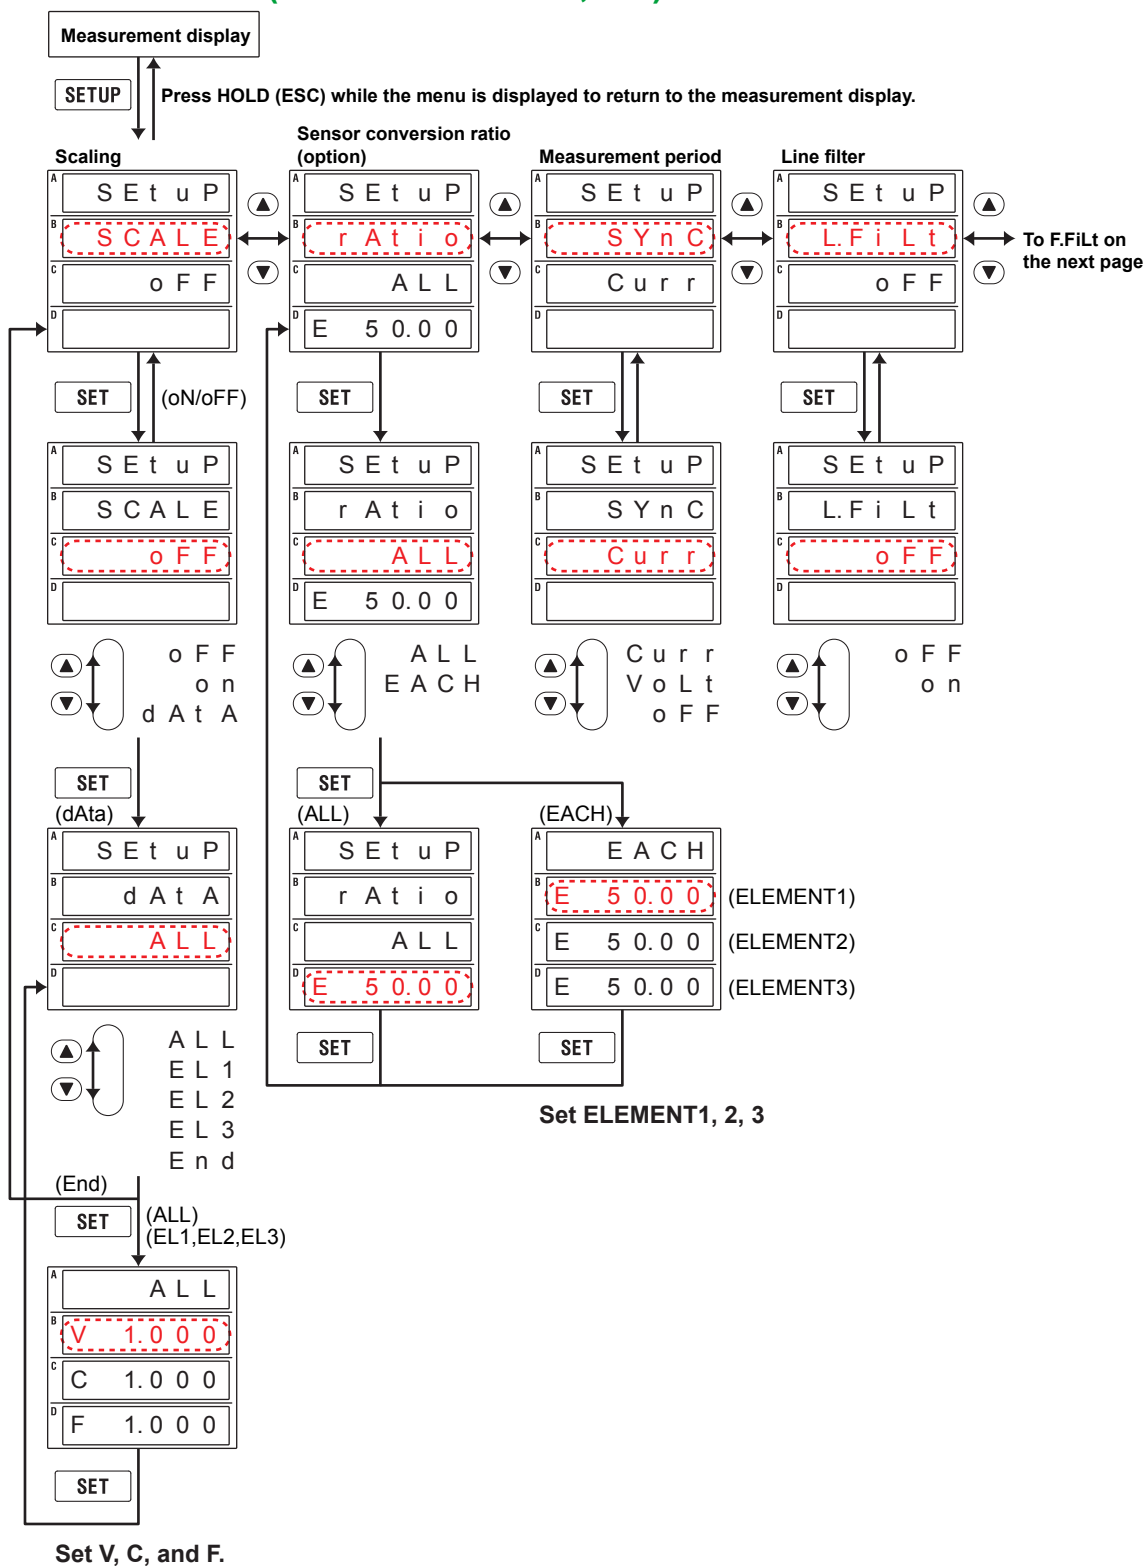 Measurement display
SETUP
Press HOLD (ESC) while the menu is displayed to return to the measurement display.
Scaling
Sensor conversion ratio
(option)
Measurement period
Line filter
A SEtuP
B SCALE
C oFF
D
A SEtuP
B rAtio
C ALL
D E 50.00
A SEtuP
B SYnC
C Curr
D
A SEtuP
B L.FiLt
C oFF
D
To F.FiLt on
the next page
SET
(oN/oFF)
SET
SET
SET
A SEtuP
B SCALE
C oFF
D
A SEtuP
B rAtio
C ALL
D E 50.00
A SEtuP
B SYnC
C Curr
D
A SEtuP
B L.FiLt
C oFF
D
oFF
on
dAtA
ALL
EACH
Curr
VoLt
oFF
oFF
on
SET
(dAta)
A SEtuP
B dAtA
C ALL
D
SET
(ALL)
A SEtuP
B rAtio
C ALL
D E 50.00
SET
(EACH)
A EACH
B E 50.00 (ELEMENT1)
C E 50.00 (ELEMENT2)
D E 50.00 (ELEMENT3)
SET
Set ELEMENT1, 2, 3
ALL
EL1
EL2
EL3
End
(End)
SET
(ALL)
(EL1,EL2,EL3)
A ALL
B V 1.000
C C 1.000
D F 1.000
SET
Set V, C, and F.